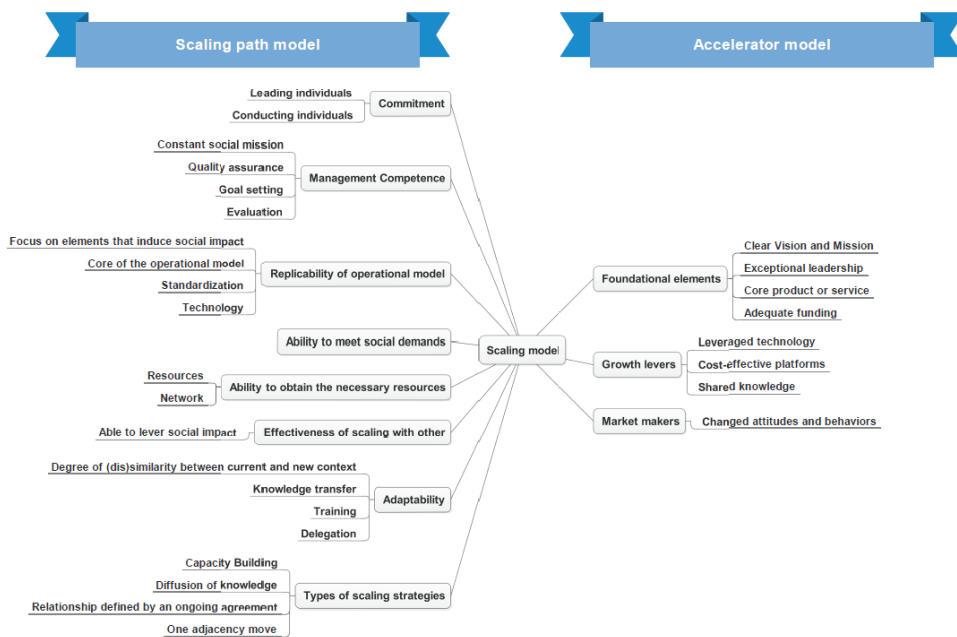 Scaling path model
Accelerator model
Leading individuals
Conducting individuals
Commitment
Constant social mission
Quality assurance
Goal setting
Evaluation
Management Competence
Focus on elements that induce social impact
Core of the operational model
Standardization
Technology
Replicability of operational model
Ability to meet social demands
Resources
Network
Ability to obtain the necessary resources
Able to lever social impact
Effectiveness of scaling with other
Degree of (dis)similarity between current and new context
Knowledge transfer
Training
Delegation
Adaptability
Capacity Building
Diffusion of knowledge
Relationship defined by an ongoing agreement
One adjacency move
Types of scaling strategies
Scaling model
Foundational elements
Clear Vision and Mission
Exceptional leadership
Core product or service
Adequate funding
Growth levers
Leveraged technology
Cost-effective platforms
Shared knowledge
Market makers
Changed attitudes and behaviors